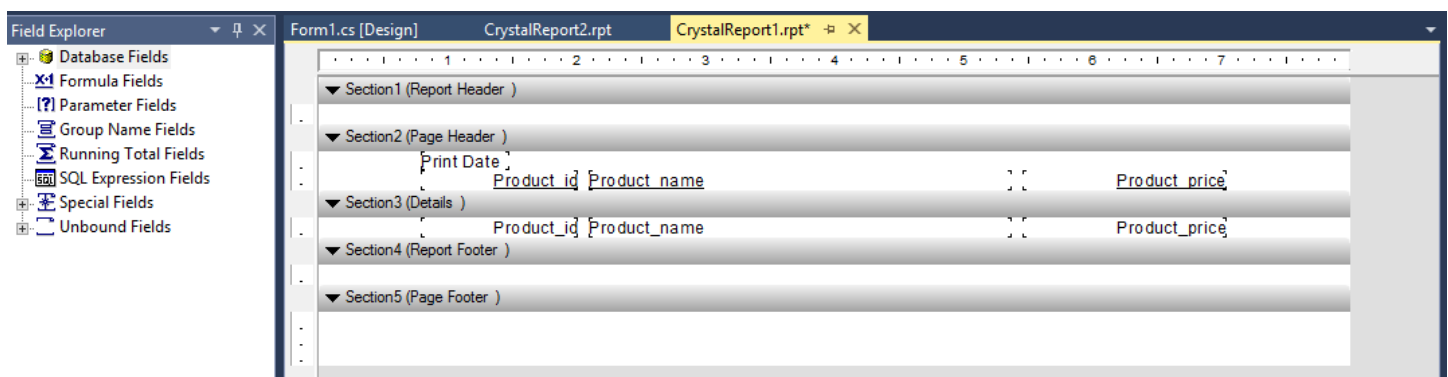 Field Explorer
Database Fields
Formula Fields
Parameter Fields
Group Name Fields
Running Total Fields
SQL Expression Fields
Special Fields
Unbound Fields
Form1.cs [Design] CrystalReport2.rpt CrystalReport1.rpt*
1 2 3 4 5 6 7
Section1 (Report Header )
Section2 (Page Header )
Print Date
Product_id Product_name Product_price
Section3 (Details )
Product_id Product_name Product_price
Section4 (Report Footer )
Section5 (Page Footer )